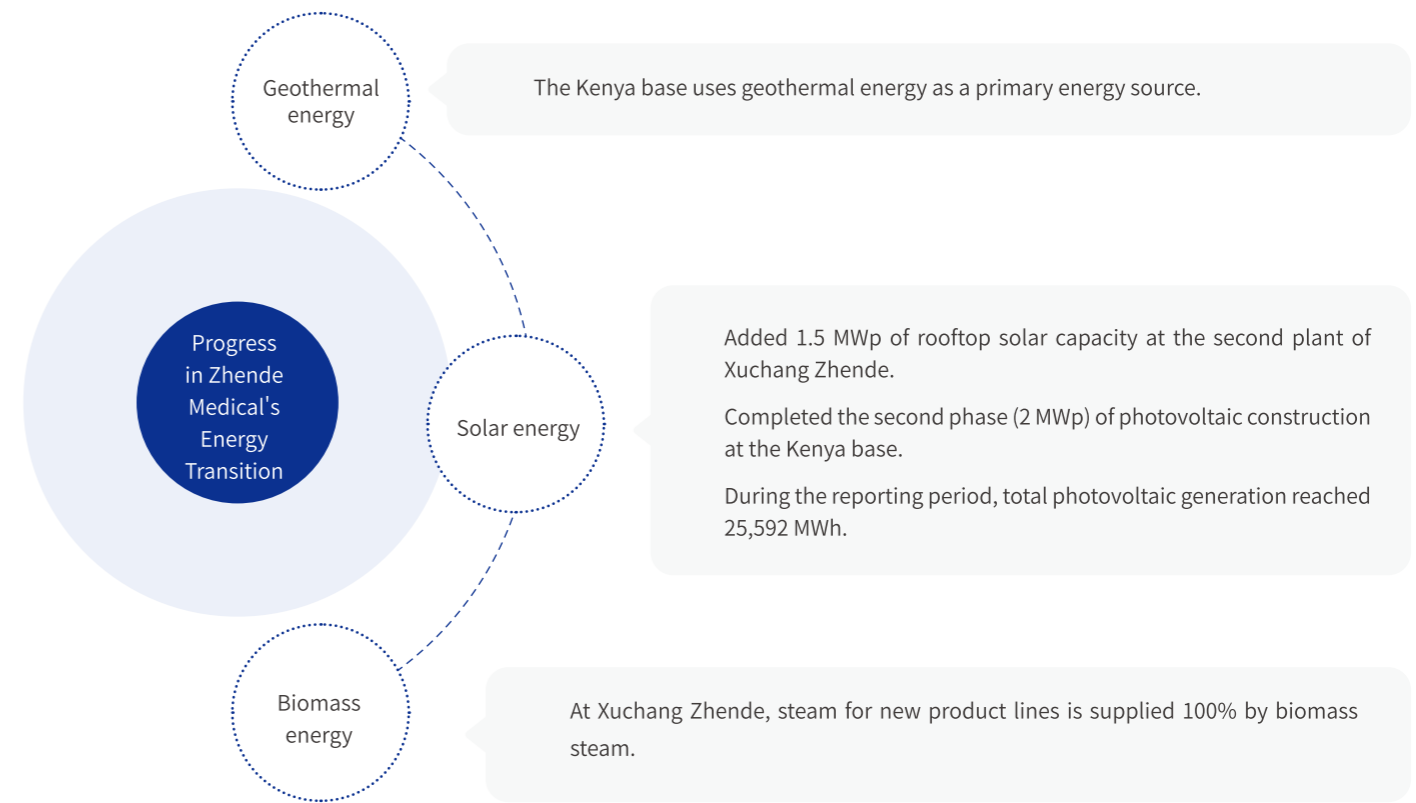 Geothermal
energy
The Kenya base uses geothermal energy as a primary energy source.
Progress
in Zhende
Medical's
Energy
Transition
Solar energy
Added 1.5 MWp of rooftop solar capacity at the second plant of
Xuchang Zhende.
Completed the second phase (2 MWp) of photovoltaic construction
at the Kenya base.
During the reporting period, total photovoltaic generation reached
25,592 MWh.
Biomass
energy
At Xuchang Zhende, steam for new product lines is supplied 100% by biomass
steam.